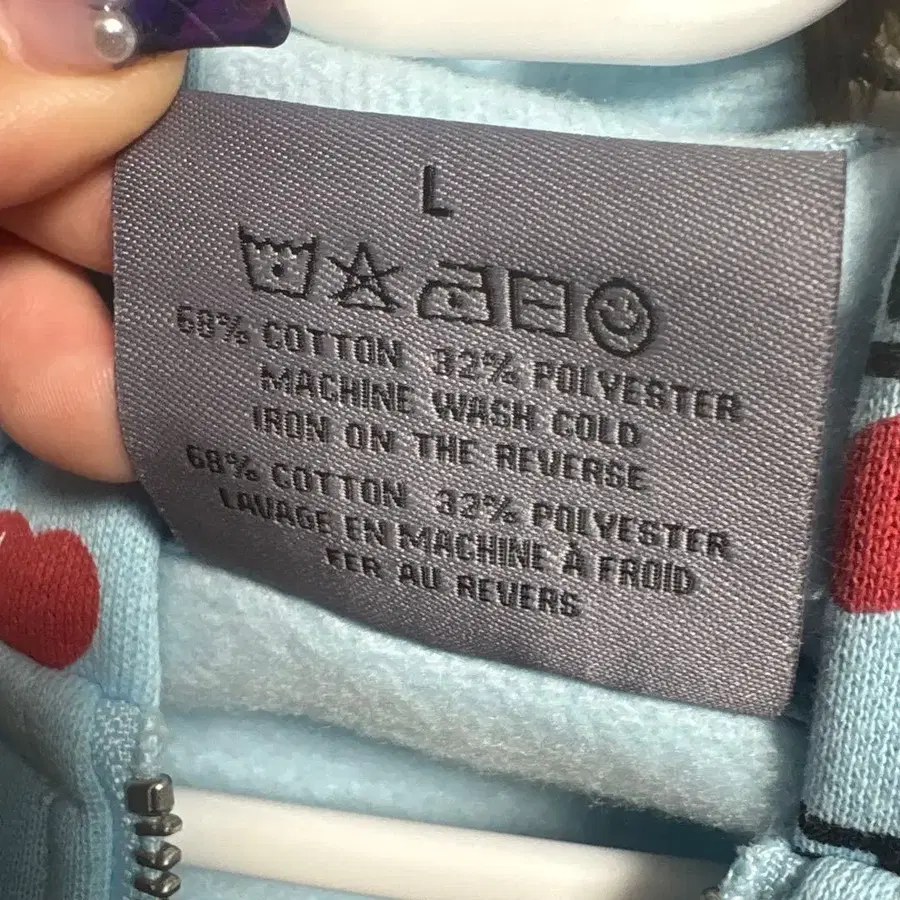 L
68% COTTON 32% POLYESTER
MACHINE WASH COLD
IRON ON THE REVERSE
68% COTTON 32% POLYESTER
LAVAGE EN MACHINE À FROID
FER AU REVERS